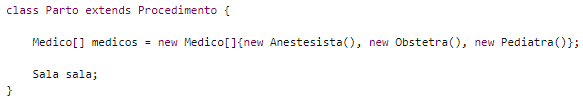 class Parto extends Procedimento {
Medico[] medicos = new Medico[]{new Anestesista(), new Obstetra(), new Pediatra()};
Sala sala;
}